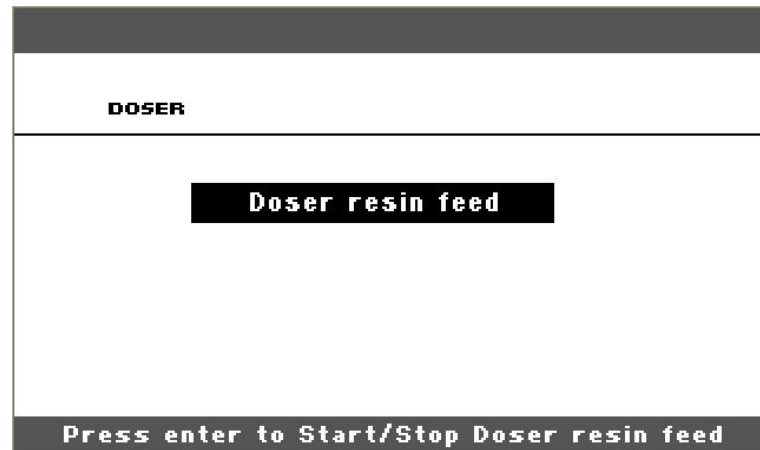 DOSER
Doser resin feed
Press enter to Start/Stop Doser resin feed